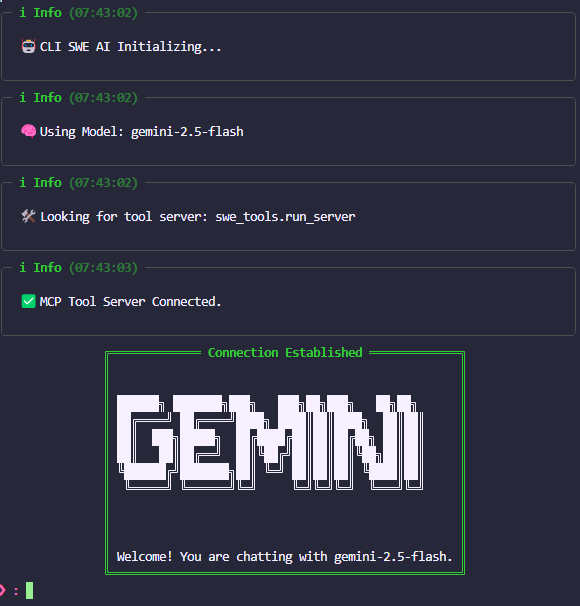 i Info (07:43:02)
🤖 CLI SWE AI Initializing...
i Info (07:43:02)
🧠 Using Model: gemini-2.5-flash
i Info (07:43:02)
🛠 Looking for tool server: swe_tools.run_server
i Info (07:43:03)
✅ MCP Tool Server Connected.
Connection Established
GEMINI
Welcome! You are chatting with gemini-2.5-flash.
❯ :